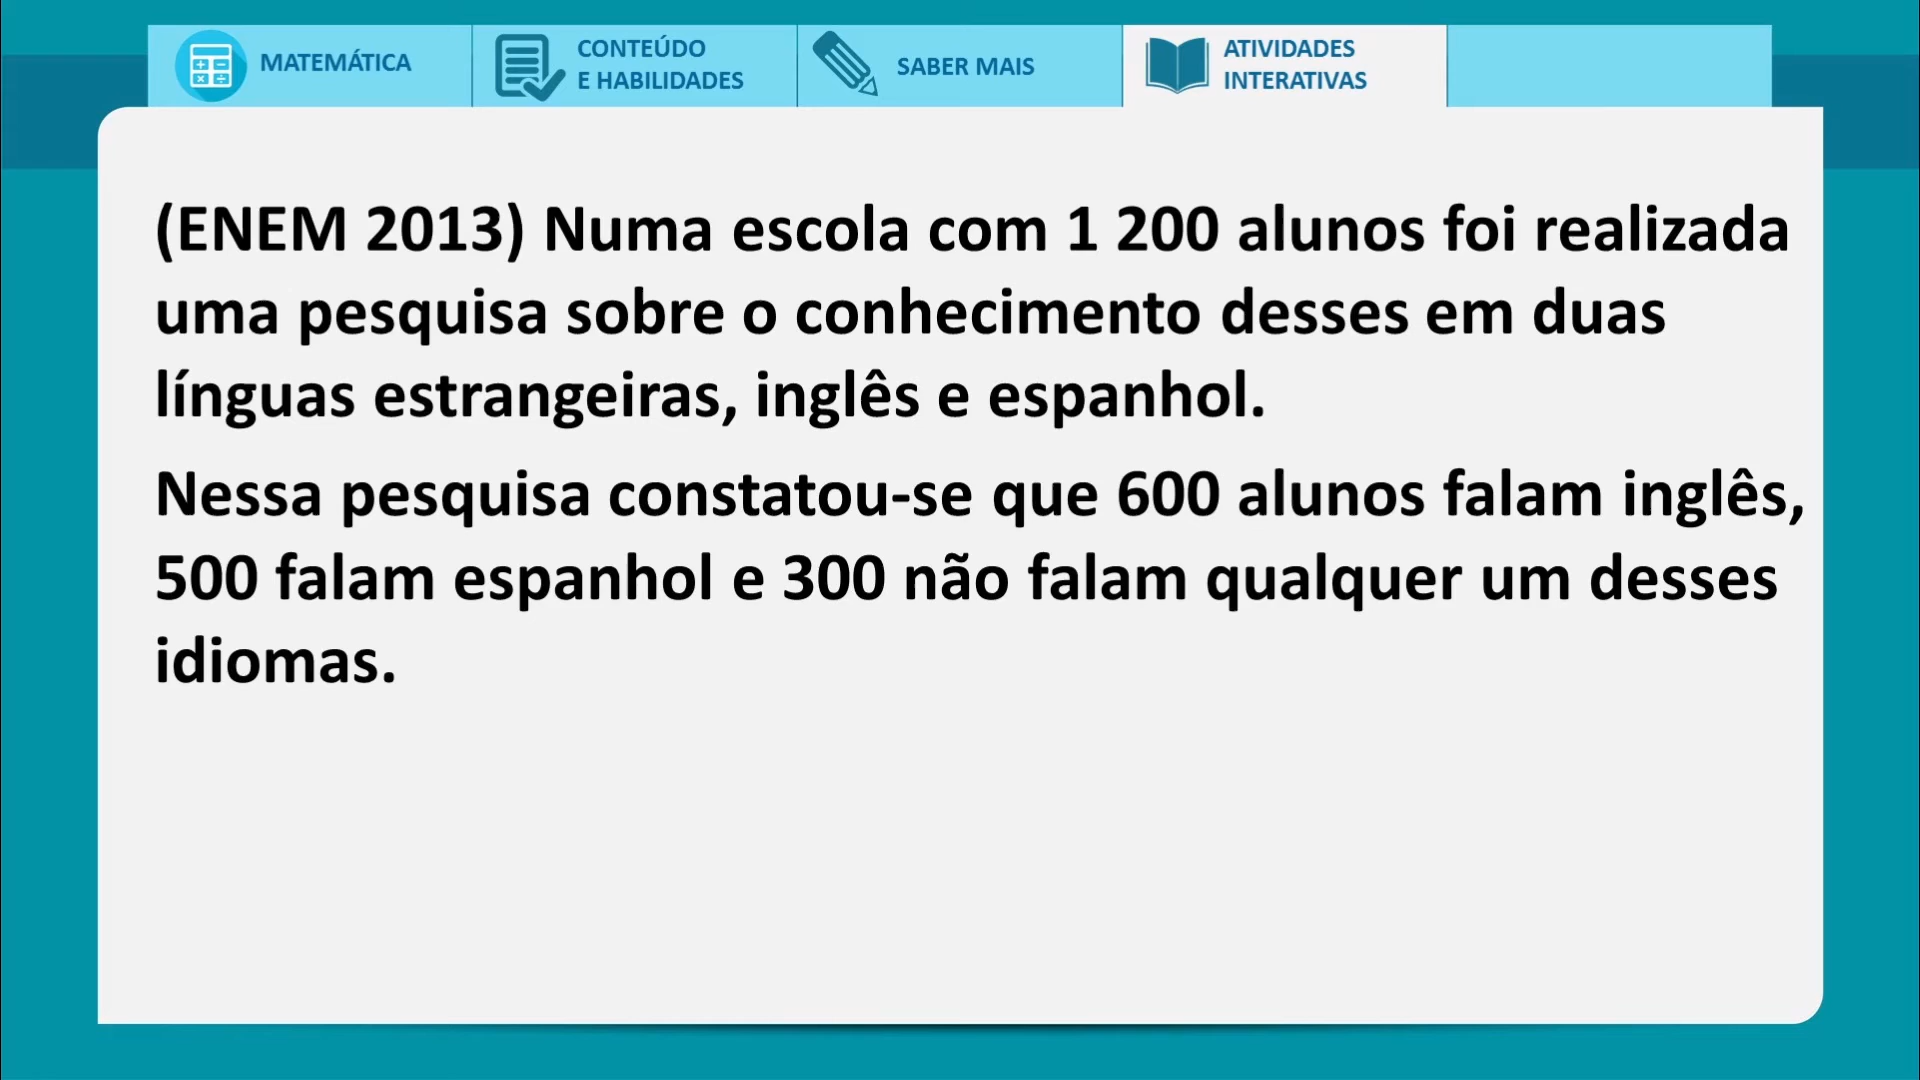 MATEMÁTICA
CONTEÚDO
E HABILIDADES
SABER MAIS
ATIVIDADES
INTERATIVAS
(ENEM 2013) Numa escola com 1 200 alunos foi realizada
uma pesquisa sobre o conhecimento desses em duas
línguas estrangeiras, inglês e espanhol.
Nessa pesquisa constatou-se que 600 alunos falam inglês,
500 falam espanhol e 300 não falam qualquer um desses
idiomas.